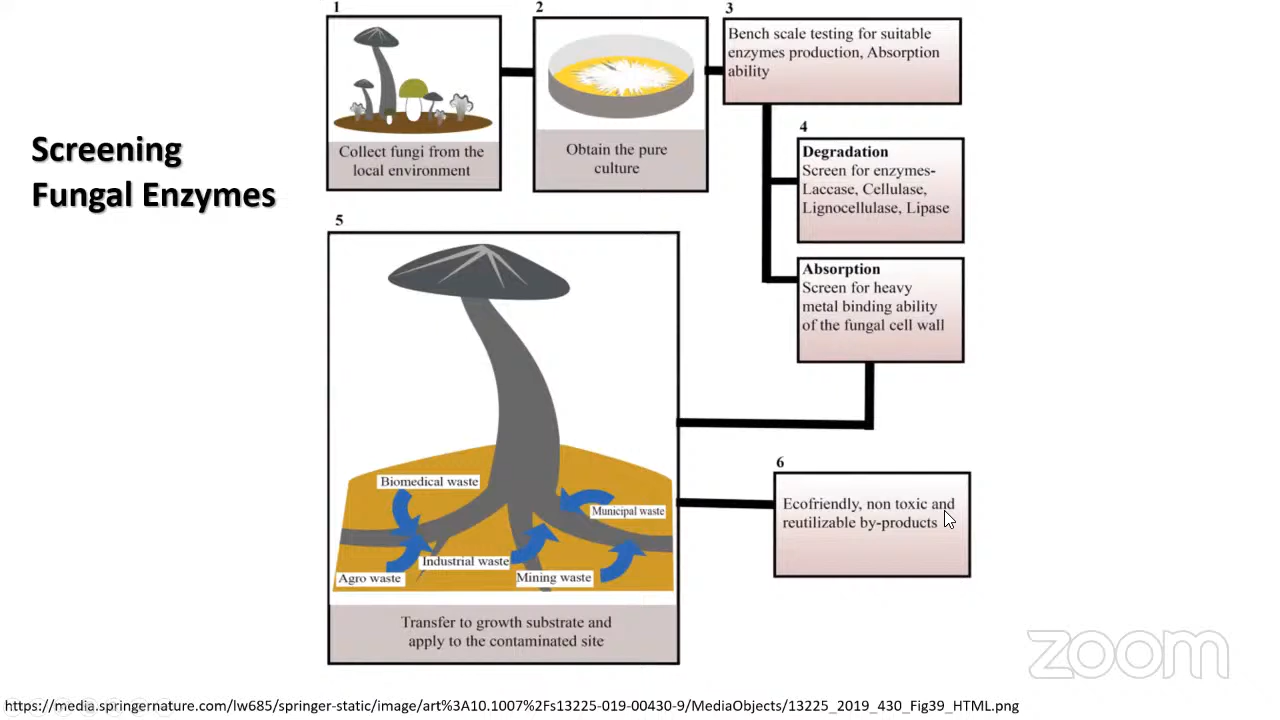 Screening
Fungal Enzymes
1
Collect fungi from the
local environment
2
Obtain the pure
culture
3
Bench scale testing for suitable
enzymes production, Absorption
ability
4
Degradation
Screen for enzymes-
Laccase, Cellulase,
Lignocellulase, Lipase
Absorption
Screen for heavy
metal binding ability
of the fungal cell wall
5
Biomedical waste
Municipal waste
Industrial waste
Agro waste
Mining waste
Transfer to growth substrate and
apply to the contaminated site
6
Ecofriendly, non toxic and
reutilizable by-products
zoom
https://media.springernature.com/lw685/springer-static/image/art%3A10.1007%2Fs13225-019-00430-9/MediaObjects/13225_2019_430_Fig39_HTML.png